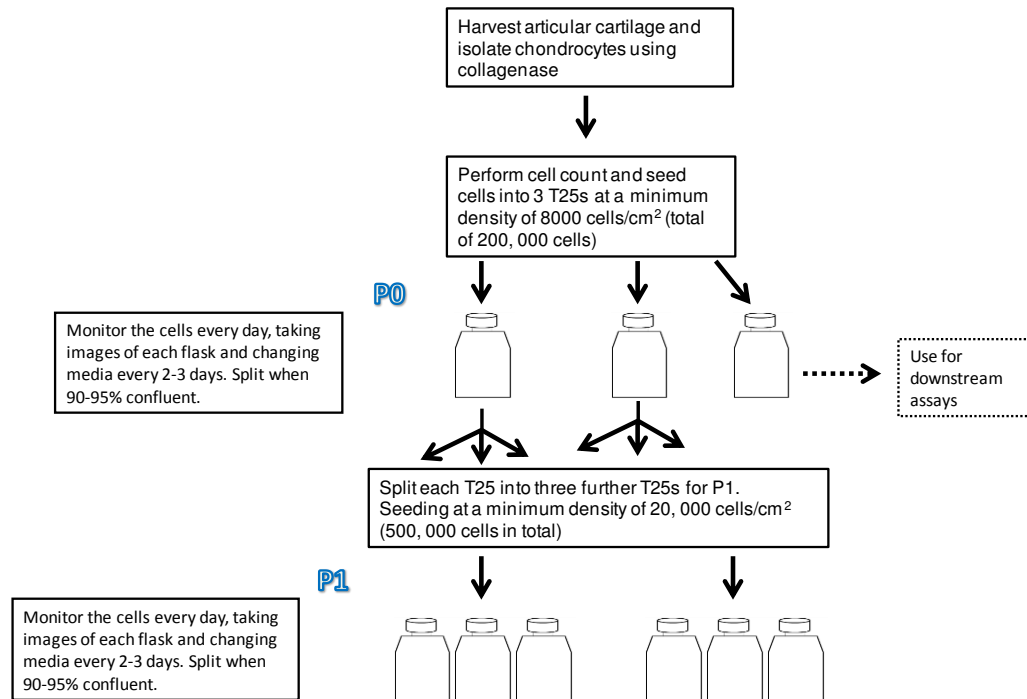 Harvest articular cartilage and
isolate chondrocytes using
collagenase
Perform cell count and seed
cells into 3 T25s at a minimum
density of 8000 cells/cm² (total
of 200, 000 cells)
P0
Monitor the cells every day, taking
images of each flask and changing
media every 2-3 days. Split when
90-95% confluent.
Use for
downstream
assays
Split each T25 into three further T25s for P1.
Seeding at a minimum density of 20, 000 cells/cm²
(500, 000 cells in total)
P1
Monitor the cells every day, taking
images of each flask and changing
media every 2-3 days. Split when
90-95% confluent.